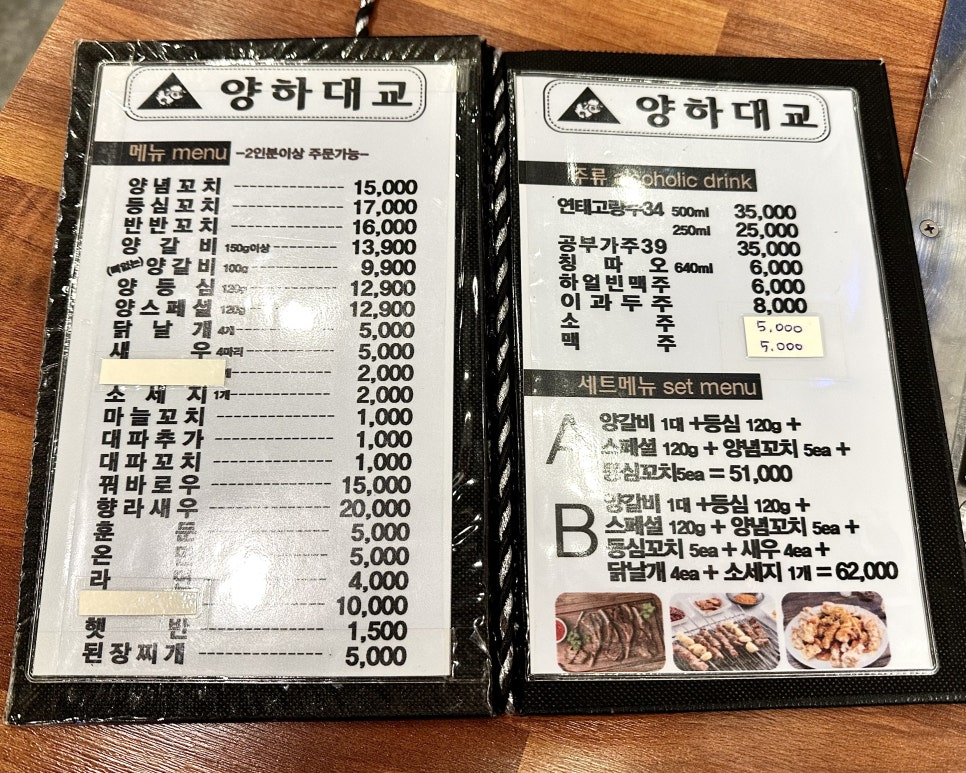 양하대교
메뉴 menu -2인분이상 주문가능-
양념꼬치 15,000
등심꼬치 17,000
반반꼬치 16,000
양갈비 150g이상 13,900
(뼈없는) 양갈비 100g 9,900
양등심 120g 12,900
양스페셜 120g 12,900
닭날개 4개 5,000
새우 4마리 5,000
2,000
소세지 1개 2,000
마늘꼬치 1,000
대파추가 1,000
대파꼬치 1,000
꿔바로우 15,000
향라새우 20,000
훈 5,000
온면 5,000
라면 4,000
10,000
햇반 1,500
된장찌개 5,000
양하대교
주류 alcoholic drink
연태고량주34 500ml 35,000
250ml 25,000
공부가주39 35,000
칭따오 640ml 6,000
하얼빈맥주 6,000
이과두주 8,000
소주 5,000
맥주 5,000
세트메뉴 set menu
A 양갈비 1대 +등심 120g +
스페셜 120g + 양념꼬치 5ea +
등심꼬치5ea = 51,000
B 양갈비 1대 +등심 120g +
스페셜 120g + 양념꼬치 5ea +
등심꼬치 5ea + 새우 4ea +
닭날개 4ea + 소세지 1개 = 62,000